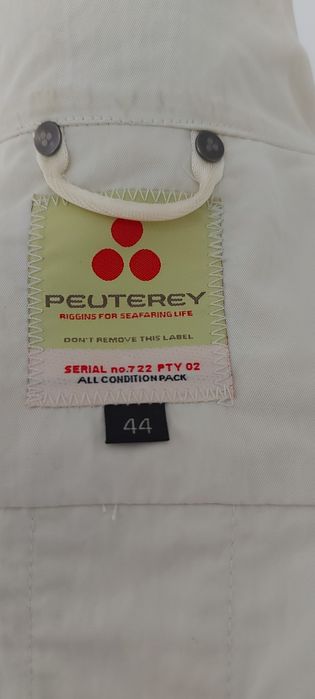 PEUTEREY
RIGGINS FOR SEAFARING LIFE
DON'T REMOVE THIS LABEL
SERIAL no.722 PTY 02
ALL CONDITION PACK
44